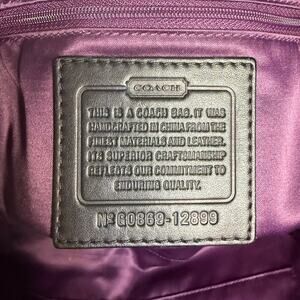 COACH
THIS IS A COACH BAG. IT WAS
HANDCRAFTED IN CHINA FROM THE
FINEST MATERIALS AND LEATHER.
ITS SUPERIOR CRAFTSMANSHIP
REFLECTS OUR COMMITMENT TO
ENDURING QUALITY.
Nº G0869-12899